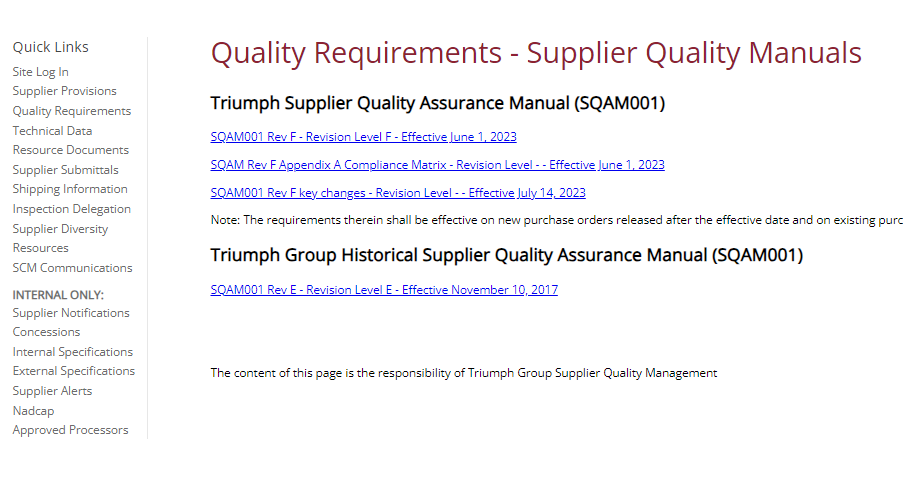 Quick Links
Site Log In
Supplier Provisions
Quality Requirements
Technical Data
Resource Documents
Supplier Submittals
Shipping Information
Inspection Delegation
Supplier Diversity
Resources
SCM Communications
INTERNAL ONLY:
Supplier Notifications
Concessions
Internal Specifications
External Specifications
Supplier Alerts
Nadcap
Approved Processors
Quality Requirements - Supplier Quality Manuals
Triumph Supplier Quality Assurance Manual (SQAM001)
SQAM001 Rev F - Revision Level F - Effective June 1, 2023
SQAM Rev F Appendix A Compliance Matrix - Revision Level - - Effective June 1, 2023
SQAM001 Rev F key changes - Revision Level - - Effective July 14, 2023
Note: The requirements therein shall be effective on new purchase orders released after the effective date and on existing purc
Triumph Group Historical Supplier Quality Assurance Manual (SQAM001)
SQAM001 Rev E - Revision Level E - Effective November 10, 2017
The content of this page is the responsibility of Triumph Group Supplier Quality Management